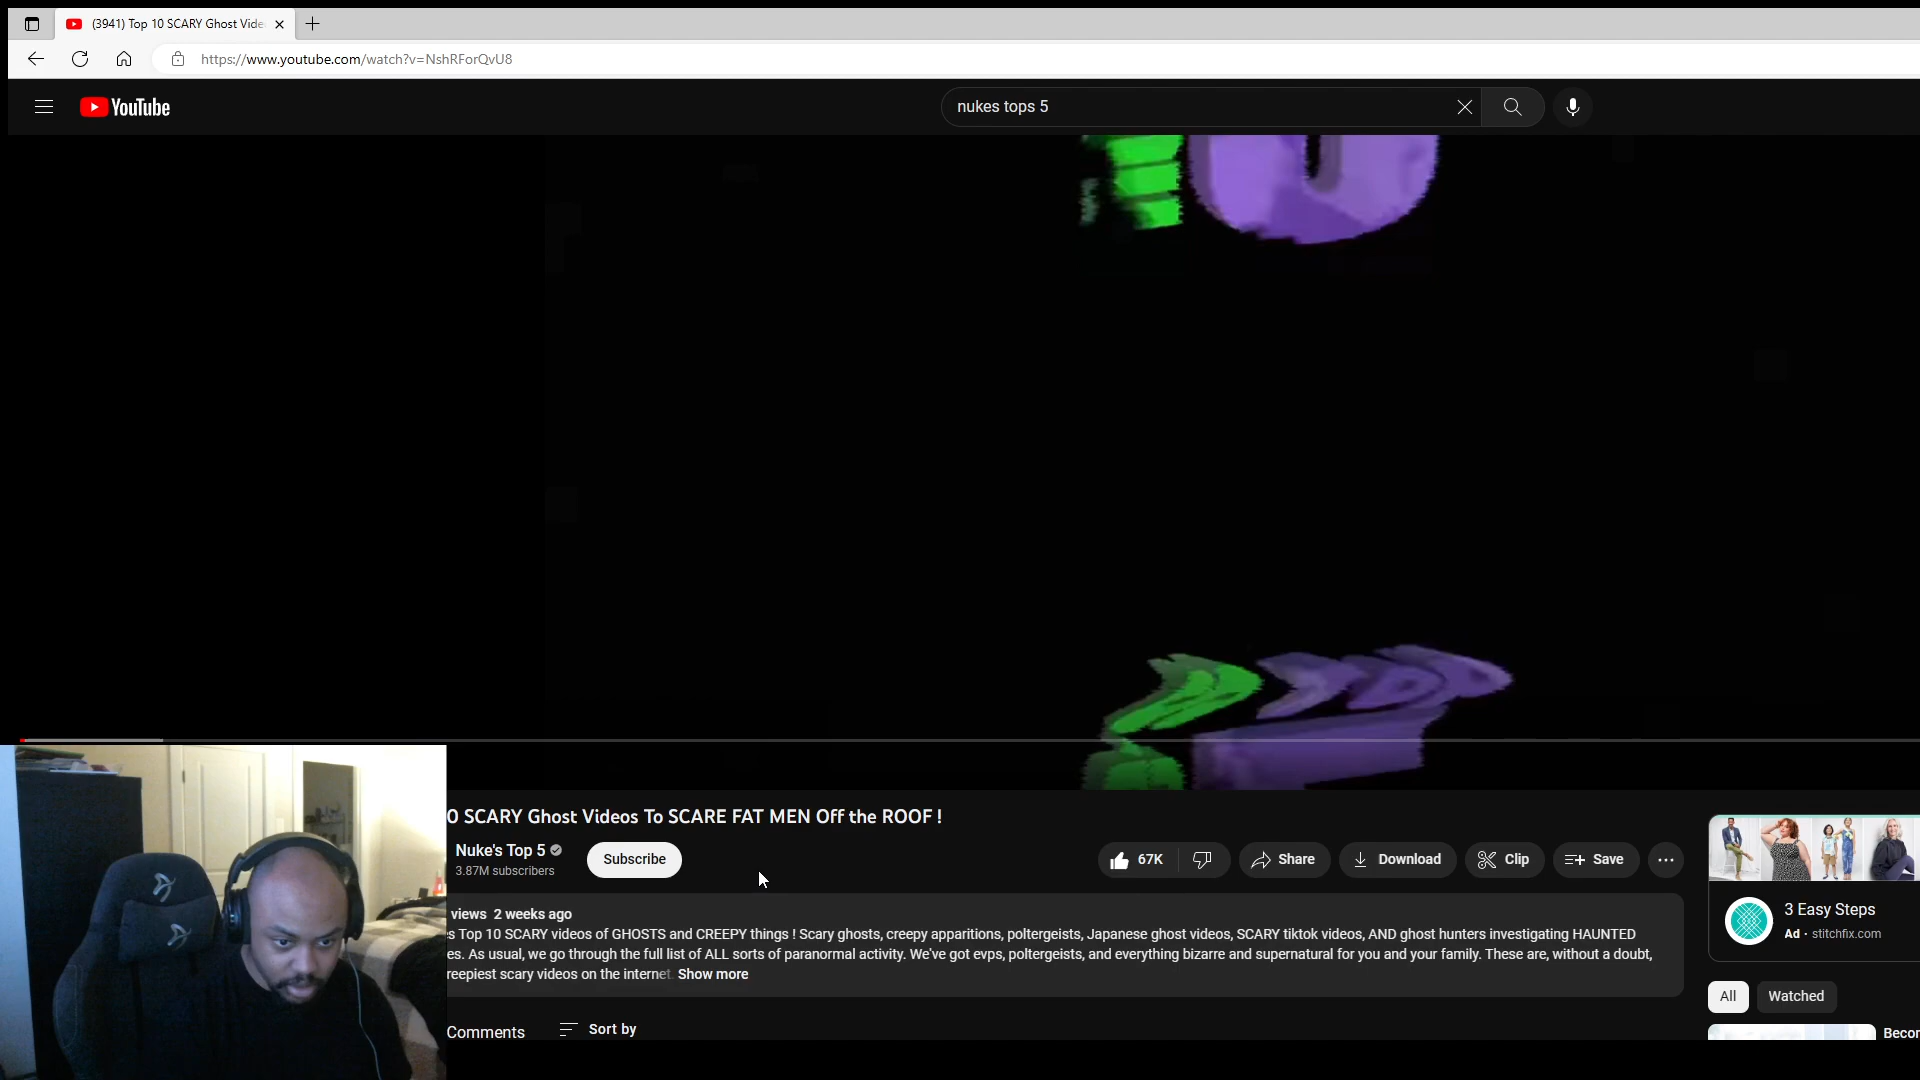 (3941) Top 10 SCARY Ghost Vide
https://www.youtube.com/watch?v=NshRForQvU8
YouTube
nukes tops 5
0 SCARY Ghost Videos To SCARE FAT MEN Off the ROOF !
Nuke's Top 5
3.87M subscribers
Subscribe
67K
Share
Download
Clip
Save
views 2 weeks ago
s Top 10 SCARY videos of GHOSTS and CREEPY things ! Scary ghosts, creepy apparitions, poltergeists, Japanese ghost videos, SCARY tiktok videos, AND ghost hunters investigating HAUNTED
es. As usual, we go through the full list of ALL sorts of paranormal activity. We've got evps, poltergeists, and everything bizarre and supernatural for you and your family. These are, without a doubt,
reepiest scary videos on the internet. Show more
Comments
Sort by
3 Easy Steps
Ad · stitchfix.com
All
Watched
Becor